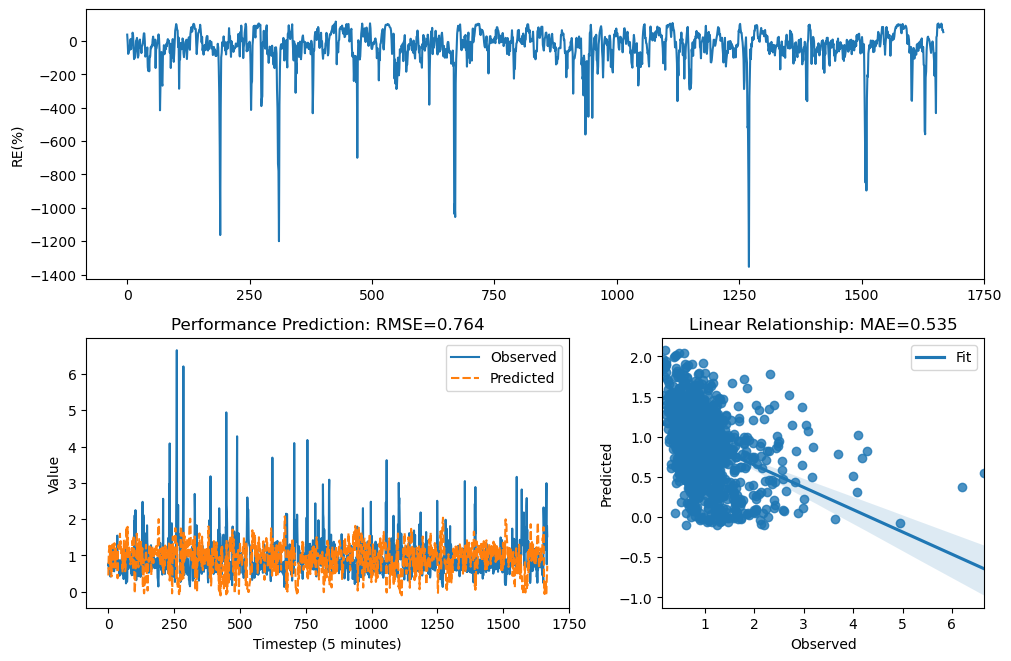 0
−200
−400
−600
−800
−1000
−1200
−1400
RE(%)
0 250 500 750 1000 1250 1500 1750
Performance Prediction: RMSE=0.764
Observed
Predicted
6
5
4
3
2
1
0
Value
0 250 500 750 1000 1250 1500 1750
Timestep (5 minutes)
Linear Relationship: MAE=0.535
Fit
2.0
1.5
1.0
0.5
0.0
−0.5
−1.0
Predicted
1 2 3 4 5 6
Observed